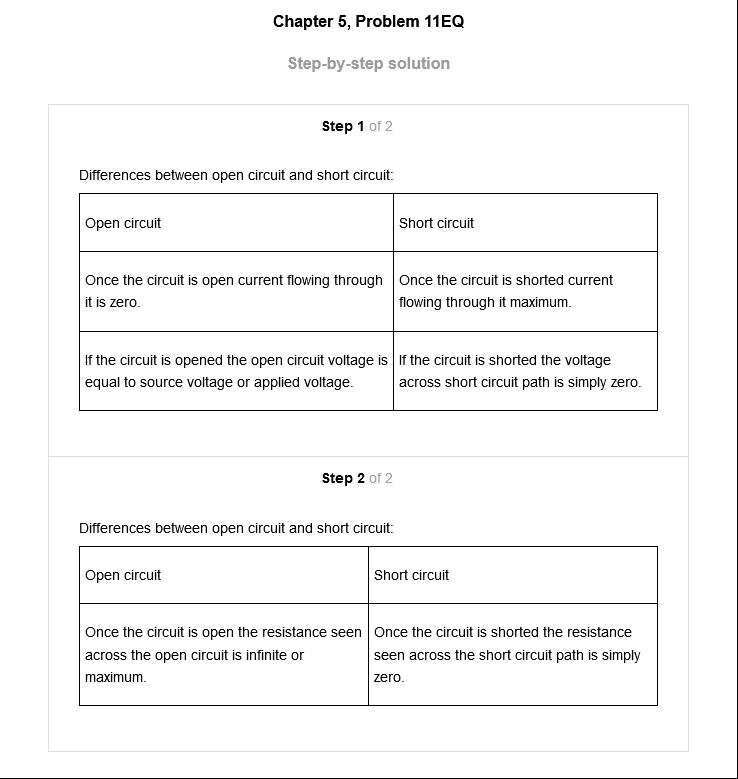 Chapter 5, Problem 11EQ
Step-by-step solution
Step 1 of 2
Differences between open circuit and short circuit:
Open circuit
Short circuit
Once the circuit is open current flowing through
it is zero.
Once the circuit is shorted current
flowing through it maximum.
If the circuit is opened the open circuit voltage is
equal to source voltage or applied voltage.
If the circuit is shorted the voltage
across short circuit path is simply zero.
Step 2 of 2
Differences between open circuit and short circuit:
Open circuit
Short circuit
Once the circuit is open the resistance seen
across the open circuit is infinite or
maximum.
Once the circuit is shorted the resistance
seen across the short circuit path is simply
zero.